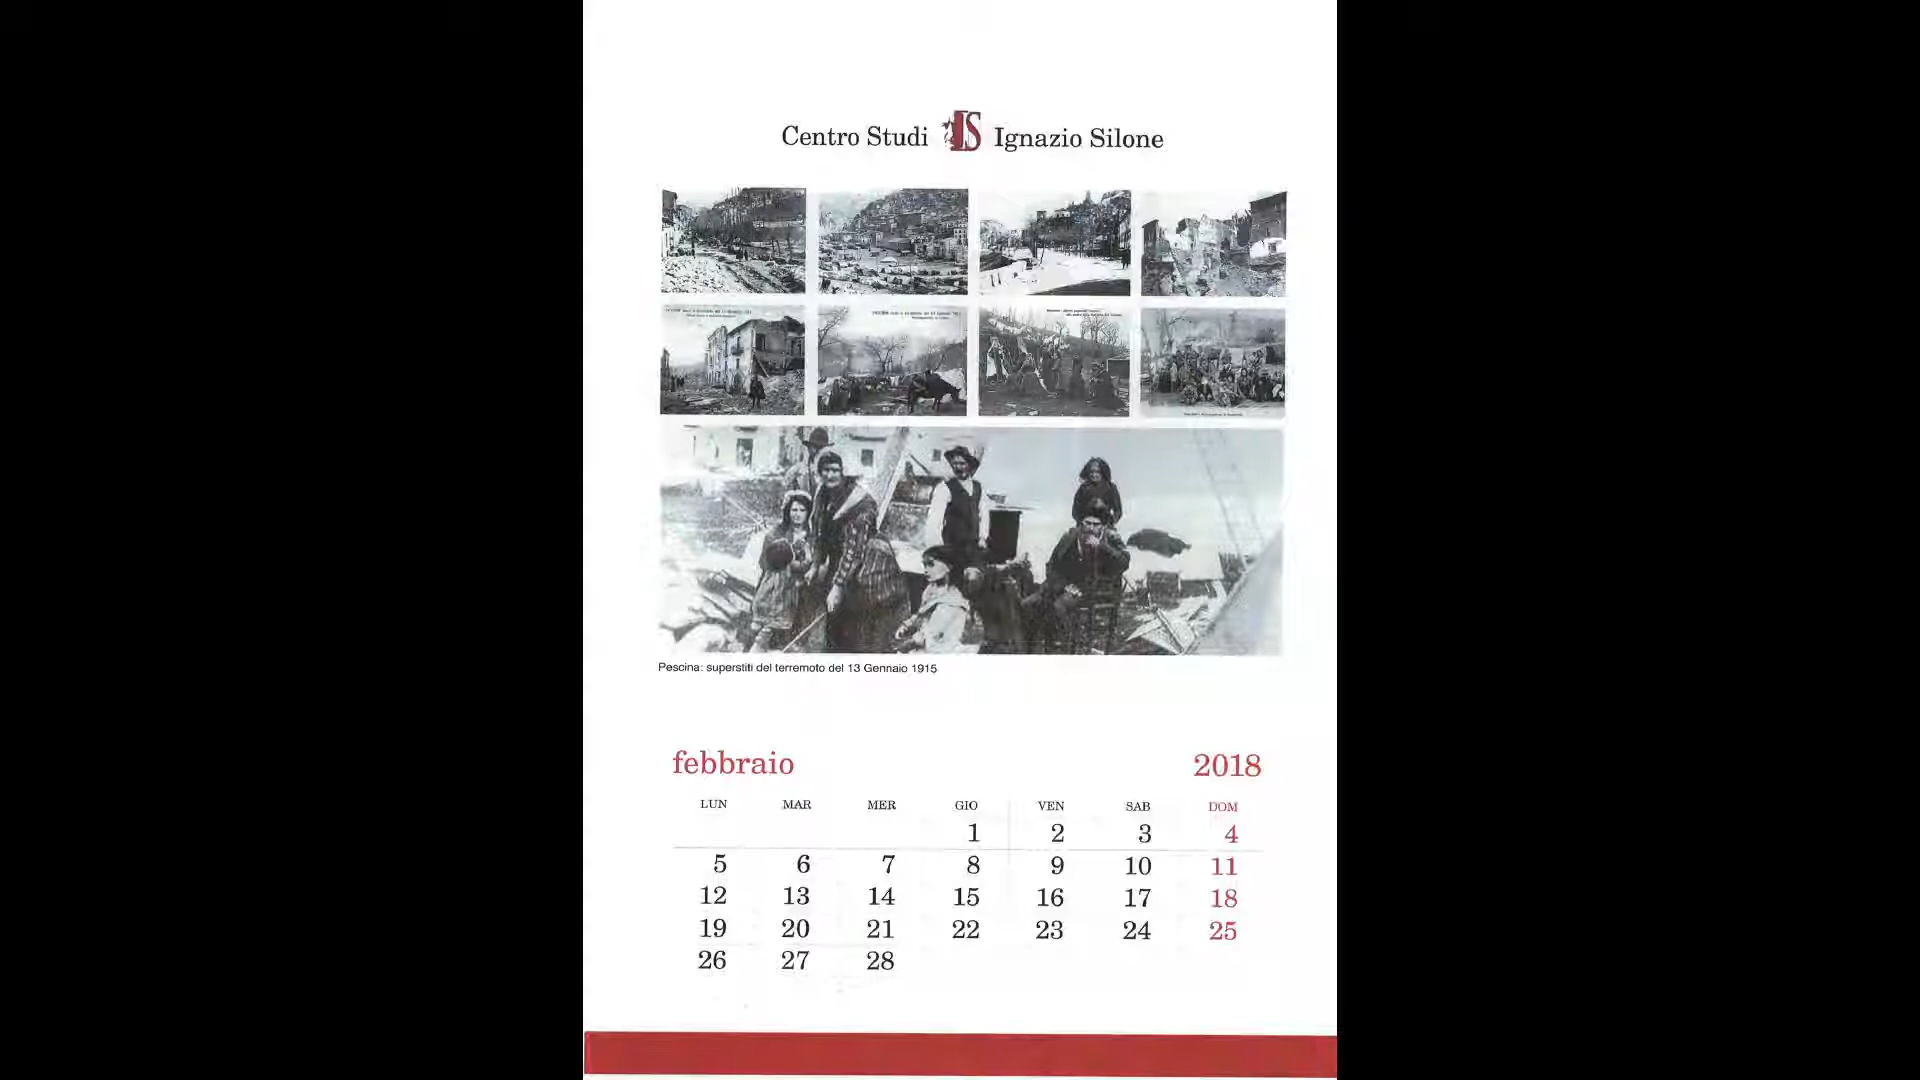 Centro Studi IS Ignazio Silone
Pescina: superstiti del terremoto del 13 Gennaio 1915
febbraio 2018
LUN MAR MER GIO VEN SAB DOM
1 2 3 4
5 6 7 8 9 10 11
12 13 14 15 16 17 18
19 20 21 22 23 24 25
26 27 28